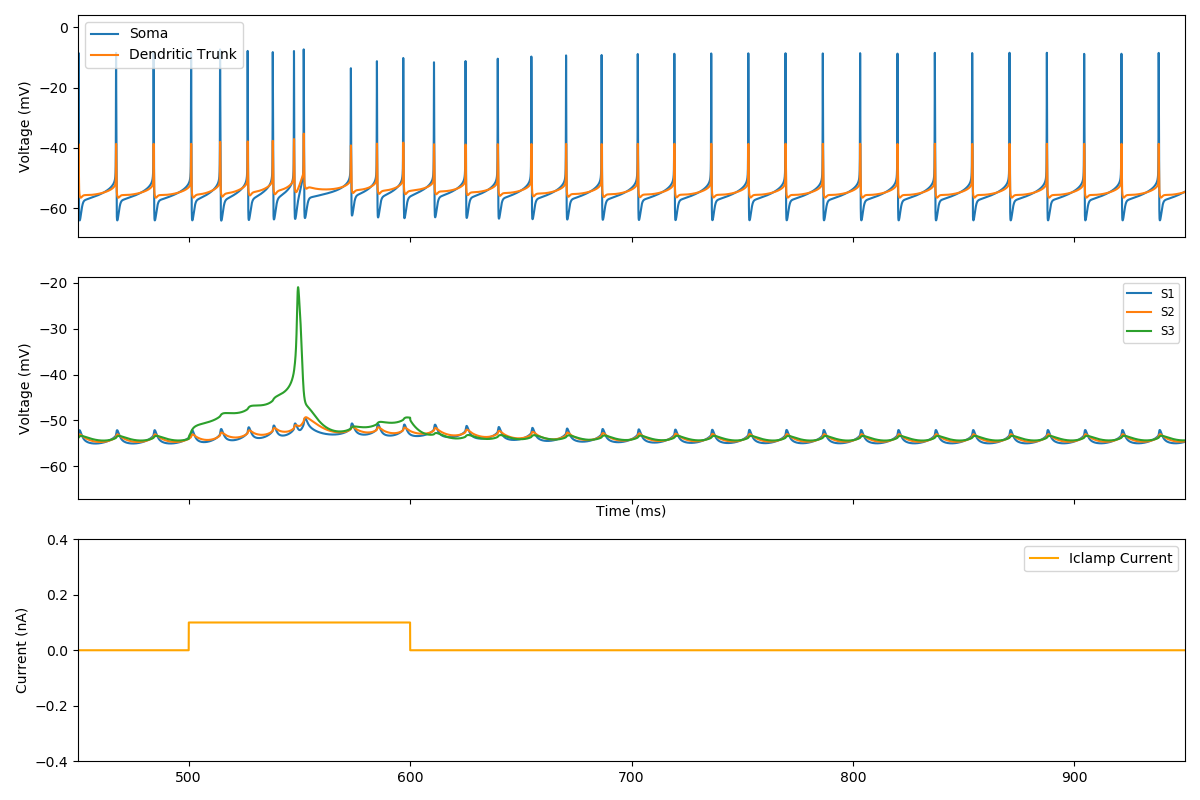 0
−20
−40
−60
Voltage (mV)
Soma
Dendritic Trunk
−20
−30
−40
−50
−60
Voltage (mV)
S1
S2
S3
Time (ms)
0.4
0.2
0.0
−0.2
−0.4
Current (nA)
Iclamp Current
500 600 700 800 900